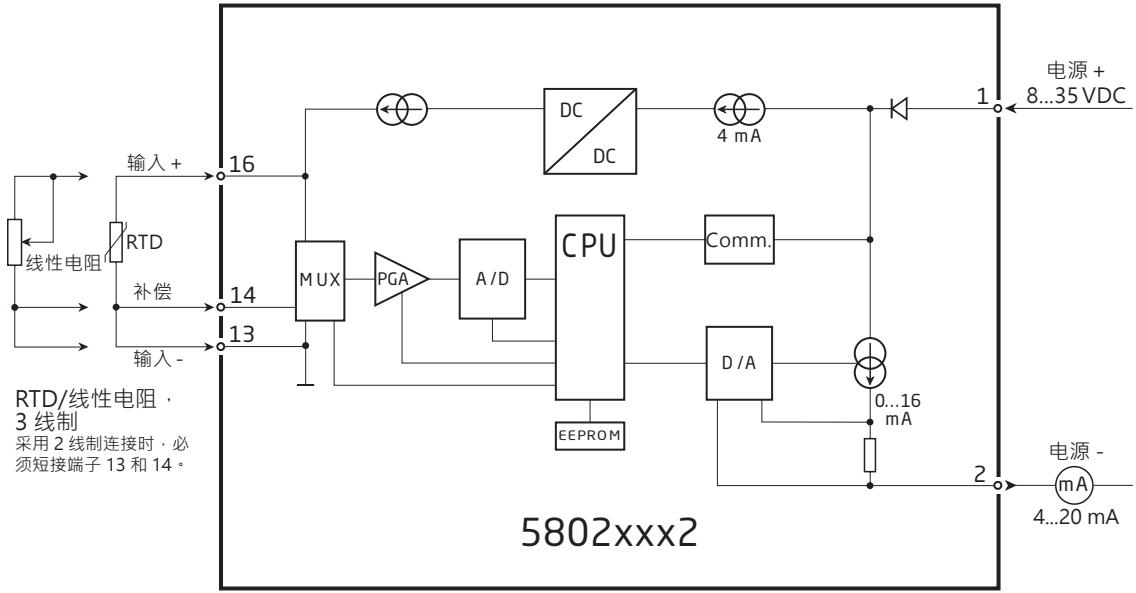 电源 +
8...35 VDC
1
DC
DC
4 mA
输入 +
16
RTD
线性电阻
补偿
14
13
输入 -
MUX
PGA
A/D
CPU
Comm.
D/A
EEPROM
0...16
mA
RTD/线性电阻，
3 线制
采用 2 线制连接时，必
须短接端子 13 和 14。
2
电源 -
mA
4...20 mA
5802xxx2